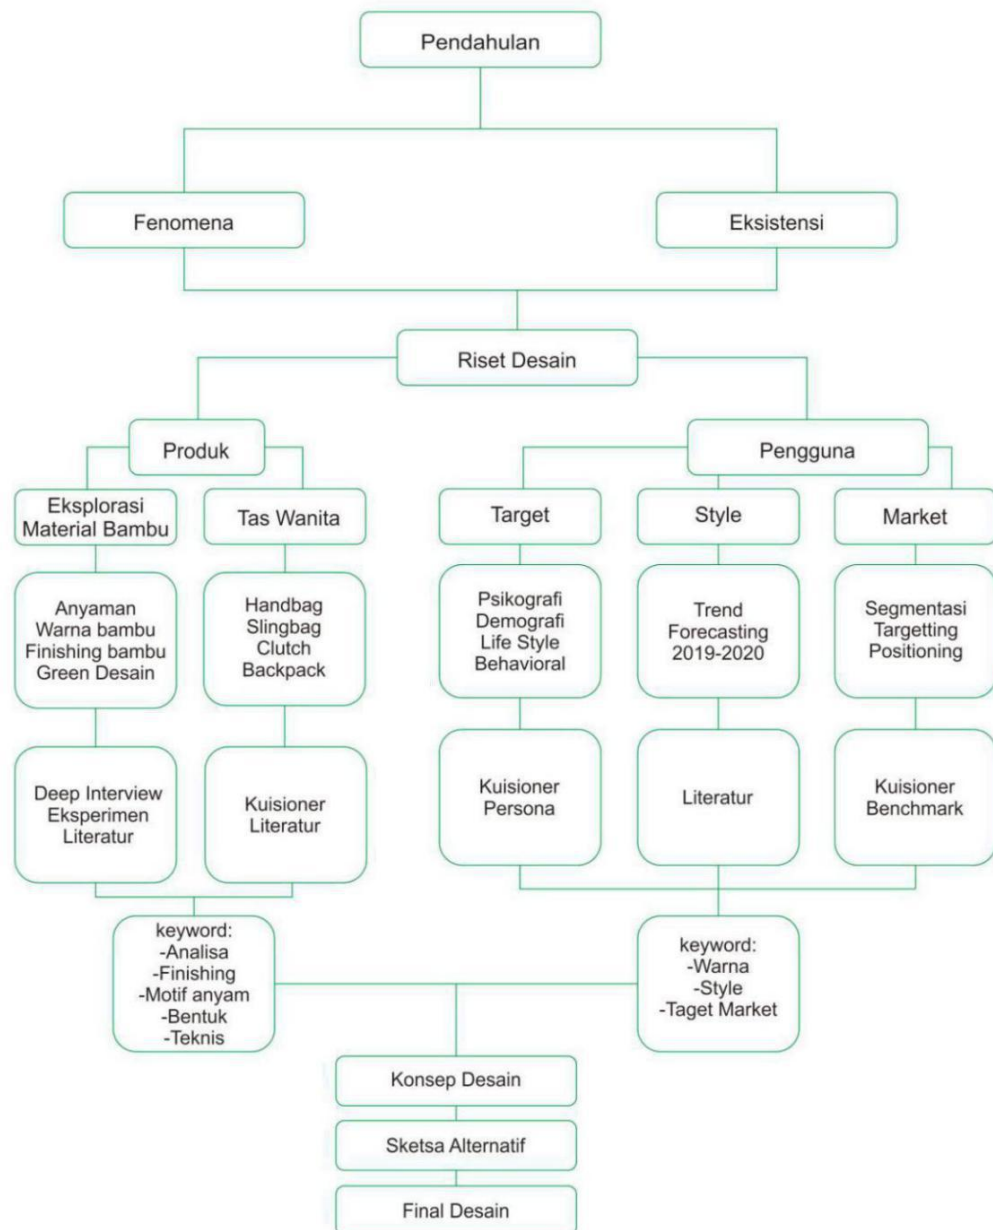 Pendahulan
Fenomena
Eksistensi
Riset Desain
Produk
Pengguna
Eksplorasi
Material Bambu
Tas Wanita
Target
Style
Market
Anyaman
Warna bambu
Finishing bambu
Green Desain
Handbag
Slingbag
Clutch
Backpack
Psikografi
Demografi
Life Style
Behavioral
Trend
Forecasting
2019-2020
Segmentasi
Targetting
Positioning
Deep Interview
Eksperimen
Literatur
Kuisioner
Literatur
Kuisioner
Persona
Literatur
Kuisioner
Benchmark
keyword:
-Analisa
-Finishing
-Motif anyam
-Bentuk
-Teknis
keyword:
-Warna
-Style
-Taget Market
Konsep Desain
Sketsa Alternatif
Final Desain